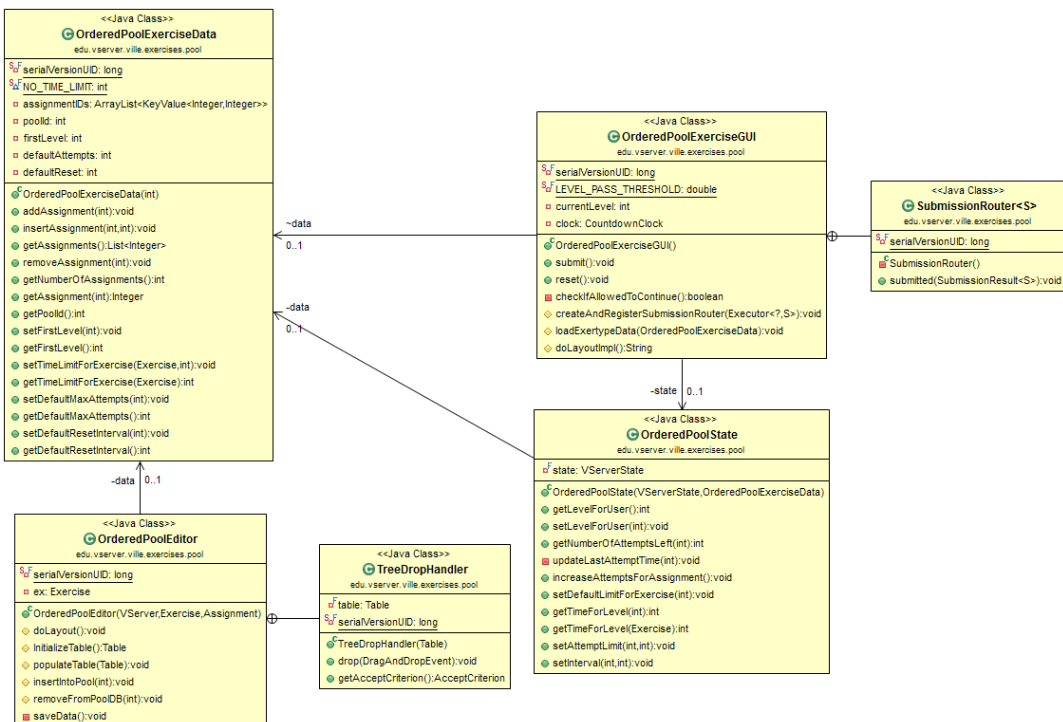 <<Java Class>>
OrderedPoolExerciseData
edu.vserver.ville.exercises.pool
serialVersionUID: long
NO_TIME_LIMIT: int
assignmentIDs: ArrayList<KeyValue<Integer,Integer>>
poolId: int
firstLevel: int
defaultAttempts: int
defaultReset: int
OrderedPoolExerciseData(int)
addAssignment(int):void
insertAssignment(int,int):void
getAssignments():List<Integer>
removeAssignment(int):void
getNumberOfAssignments():int
getAssignment(int):Integer
getPoolId():int
setFirstLevel(int):void
getFirstLevel():int
setTimeLimitForExercise(Exercise,int):void
getTimeLimitForExercise(Exercise):int
setDefaultMaxAttempts(int):void
getDefaultMaxAttempts():int
setDefaultResetInterval(int):void
getDefaultResetInterval():int
~data
0..1
-data
0..1
<<Java Class>>
OrderedPoolExerciseGUI
edu.vserver.ville.exercises.pool
serialVersionUID: long
LEVEL_PASS_THRESHOLD: double
currentLevel: int
clock: CountdownClock
OrderedPoolExerciseGUI()
submit():void
reset():void
checkIfAllowedToContinue():boolean
createAndRegisterSubmissionRouter(Executor<?,S>):void
loadExertypeData(OrderedPoolExerciseData):void
doLayoutImpl():String
<<Java Class>>
SubmissionRouter<S>
edu.vserver.ville.exercises.pool
serialVersionUID: long
SubmissionRouter()
submitted(SubmissionResult<S>):void
-state 0..1
<<Java Class>>
OrderedPoolState
edu.vserver.ville.exercises.pool
state: VServerState
OrderedPoolState(VServerState,OrderedPoolExerciseData)
getLevelForUser():int
setLevelForUser(int):void
getNumberOfAttemptsLeft(int):int
updateLastAttemptTime(int):void
increaseAttemptsForAssignment():void
setDefaultLimitForExercise(int):void
getTimeForLevel(int):int
getTimeForLevel(Exercise):int
setAttemptLimit(int,int):void
setInterval(int,int):void
-data 0..1
<<Java Class>>
OrderedPoolEditor
edu.vserver.ville.exercises.pool
serialVersionUID: long
ex: Exercise
OrderedPoolEditor(VServer,Exercise,Assignment)
doLayout():void
InitializeTable():Table
populateTable(Table):void
insertIntoPool(int):void
removeFromPoolDB(int):void
saveData():void
<<Java Class>>
TreeDropHandler
edu.vserver.ville.exercises.pool
table: Table
serialVersionUID: long
TreeDropHandler(Table)
drop(DragAndDropEvent):void
getAcceptCriterion():AcceptCriterion